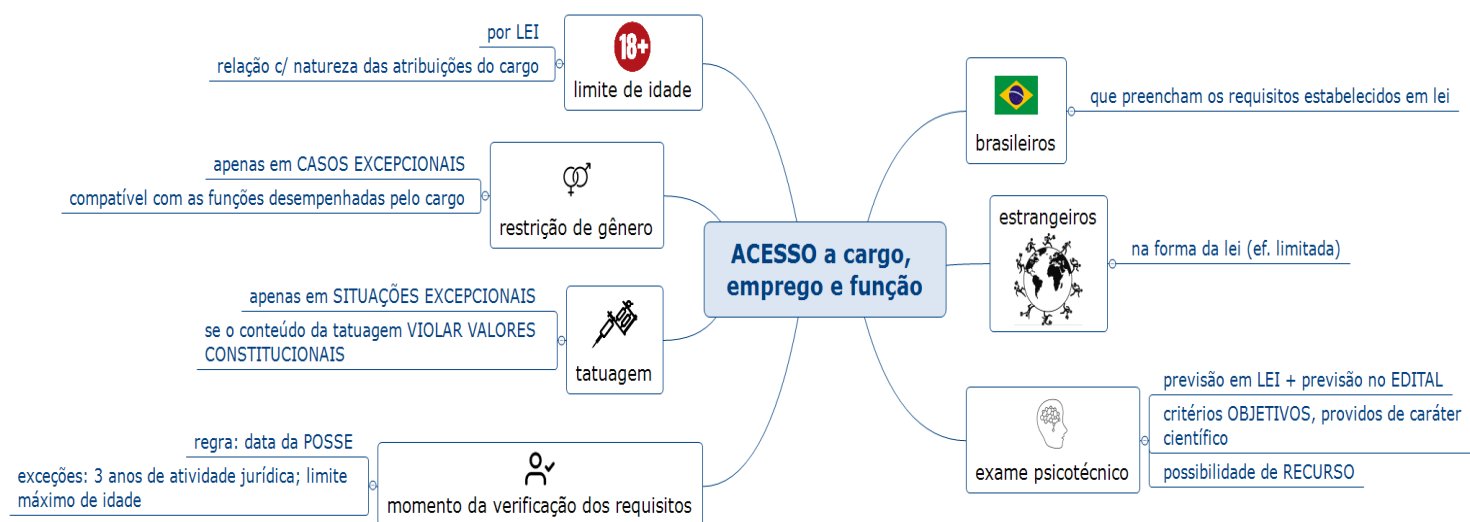 ACESSO a cargo,
emprego e função
18+
limite de idade
por LEI
relação c/ natureza das atribuições do cargo
restrição de gênero
apenas em CASOS EXCEPCIONAIS
compatível com as funções desempenhadas pelo cargo
tatuagem
apenas em SITUAÇÕES EXCEPCIONAIS
se o conteúdo da tatuagem VIOLAR VALORES
CONSTITUCIONAIS
momento da verificação dos requisitos
regra: data da POSSE
exceções: 3 anos de atividade jurídica; limite
máximo de idade
brasileiros
que preencham os requisitos estabelecidos em lei
estrangeiros
na forma da lei (ef. limitada)
exame psicotécnico
previsão em LEI + previsão no EDITAL
critérios OBJETIVOS, providos de caráter
científico
possibilidade de RECURSO